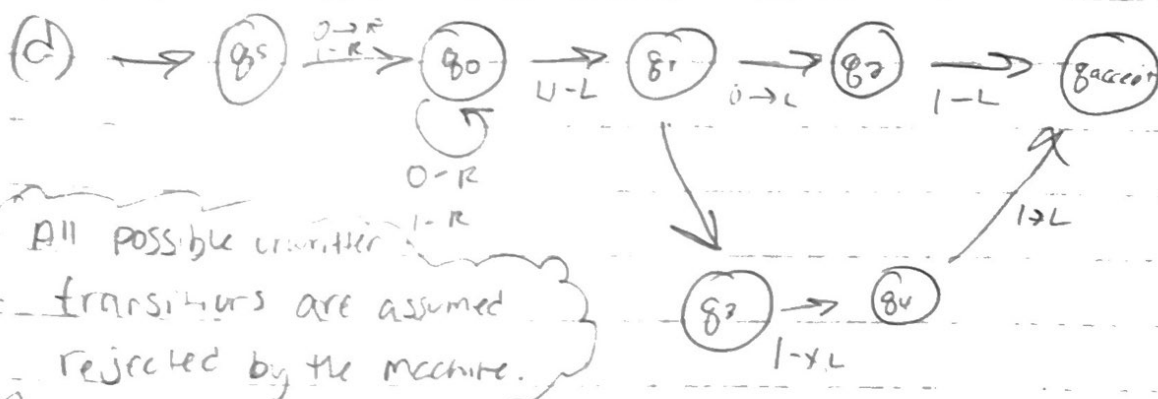 d)
qs
0→R
1-R
q0
⊔-L
q1
0→L
q2
1-L
qaccept
0-R
1-R
1→L
All possible unwritten
transitions are assumed
rejected by the machine.
q3
q4